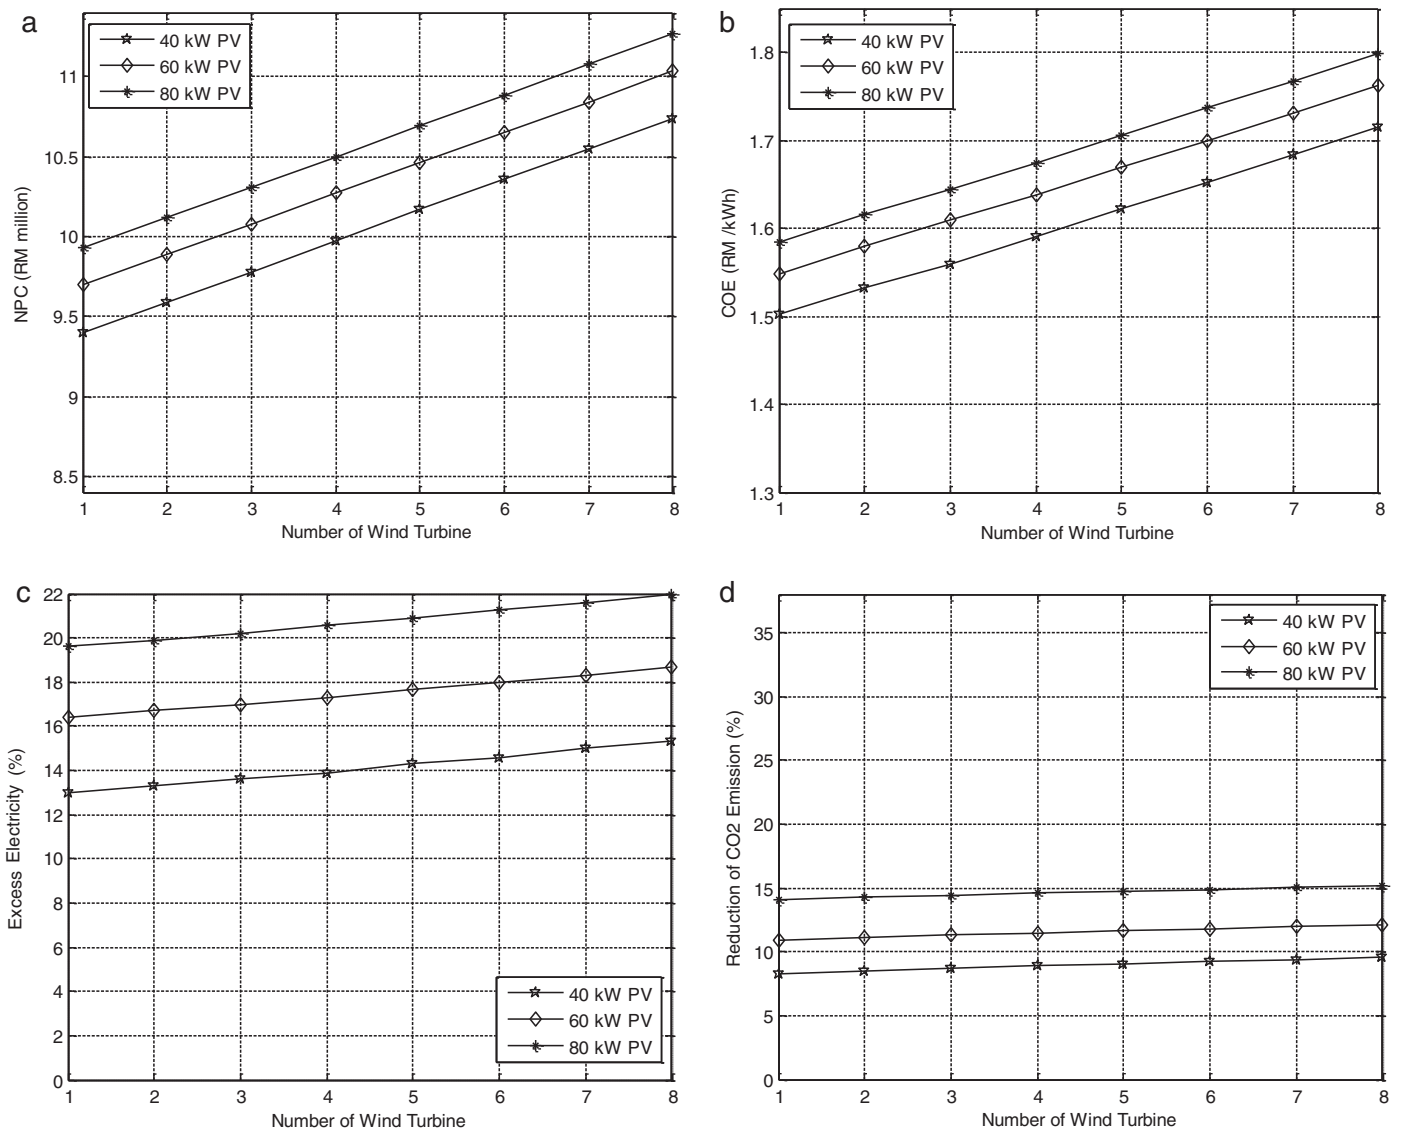 a
40 kW PV
60 kW PV
80 kW PV
11
10.5
10
9.5
9
8.5
NPC (RM million)
1 2 3 4 5 6 7 8
Number of Wind Turbine
b
40 kW PV
60 kW PV
80 kW PV
1.8
1.7
1.6
1.5
1.4
1.3
COE (RM /kWh)
1 2 3 4 5 6 7 8
Number of Wind Turbine
c
22
20
18
16
14
12
10
8
6
4
2
0
Excess Electricity (%)
40 kW PV
60 kW PV
80 kW PV
1 2 3 4 5 6 7 8
Number of Wind Turbine
d
40 kW PV
60 kW PV
80 kW PV
35
30
25
20
15
10
5
0
Reduction of CO2 Emission (%)
1 2 3 4 5 6 7 8
Number of Wind Turbine